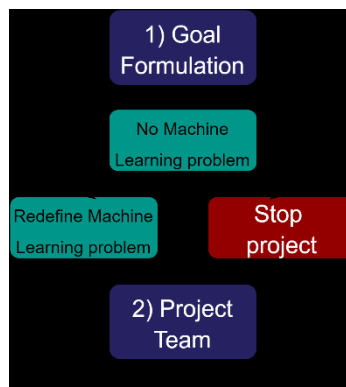 1) Goal
Formulation
No Machine
Learning problem
Redefine Machine
Learning problem
Stop
project
2) Project
Team